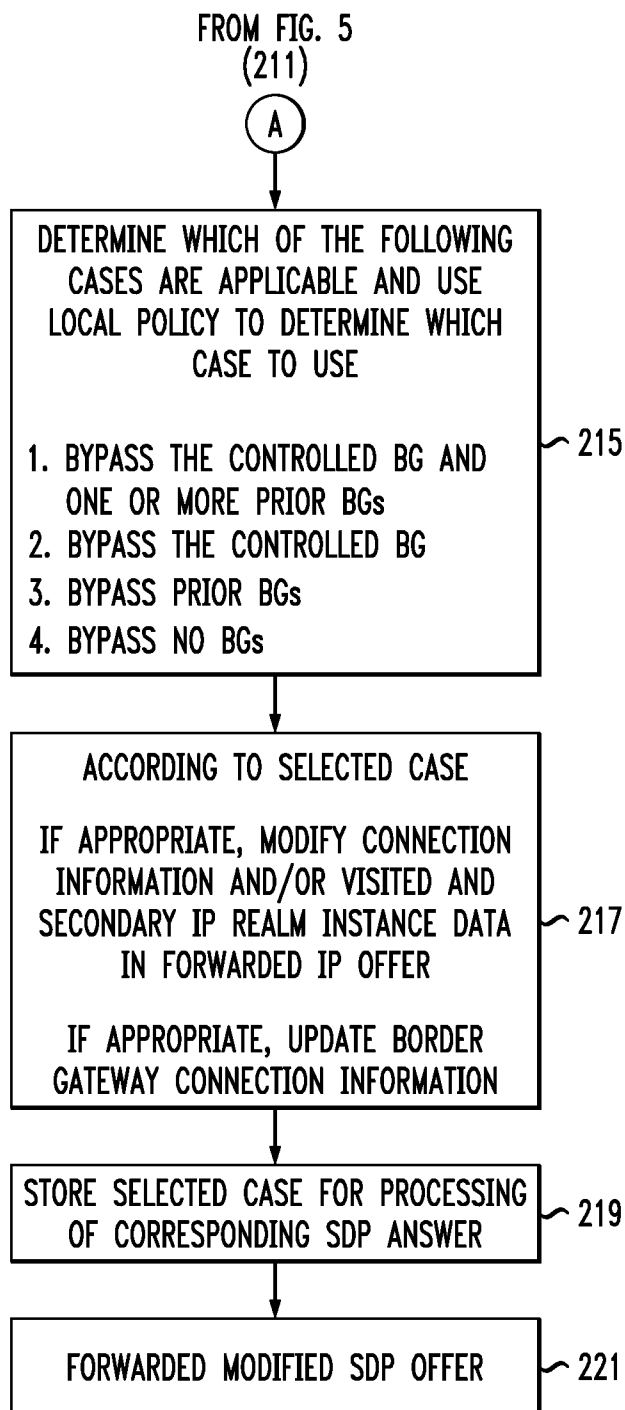 FROM FIG. 5
(211)
A
DETERMINE WHICH OF THE FOLLOWING
CASES ARE APPLICABLE AND USE
LOCAL POLICY TO DETERMINE WHICH
CASE TO USE
1. BYPASS THE CONTROLLED BG AND
ONE OR MORE PRIOR BGs
2. BYPASS THE CONTROLLED BG
3. BYPASS PRIOR BGs
4. BYPASS NO BGs
215
ACCORDING TO SELECTED CASE
IF APPROPRIATE, MODIFY CONNECTION
INFORMATION AND/OR VISITED AND
SECONDARY IP REALM INSTANCE DATA
IN FORWARDED IP OFFER
IF APPROPRIATE, UPDATE BORDER
GATEWAY CONNECTION INFORMATION
217
STORE SELECTED CASE FOR PROCESSING
OF CORRESPONDING SDP ANSWER
219
FORWARDED MODIFIED SDP OFFER
221